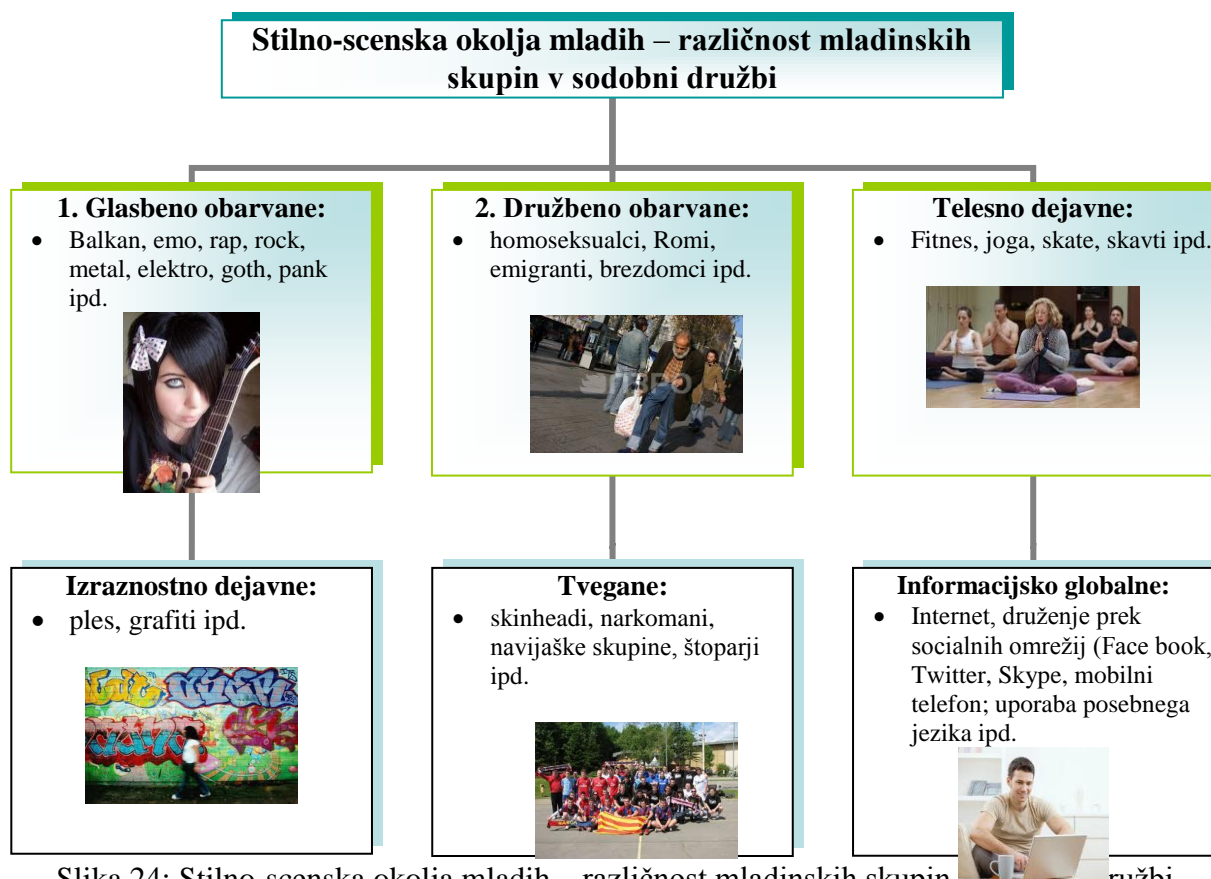 Stilno-scenska okolja mladih – različnost mladinskih
skupin v sodobni družbi
1. Glasbeno obarvane:
• Balkan, emo, rap, rock,
metal, elektro, goth, pank
ipd.
2. Družbeno obarvane:
• homoseksualci, Romi,
emigranti, brezdomci ipd.
Telesno dejavne:
• Fitnes, joga, skate, skavti ipd.
Izraznostno dejavne:
• ples, grafiti ipd.
Tvegane:
• skinheadi, narkomani,
navijaške skupine, štoparji
ipd.
Informacijsko globalne:
• Internet, druženje prek
socialnih omrežij (Face book,
Twitter, Skype, mobilni
telefon; uporaba posebnega
jezika ipd.
Slika 24: Stilno-scenska okolja mladih – različnost mladinskih skupin